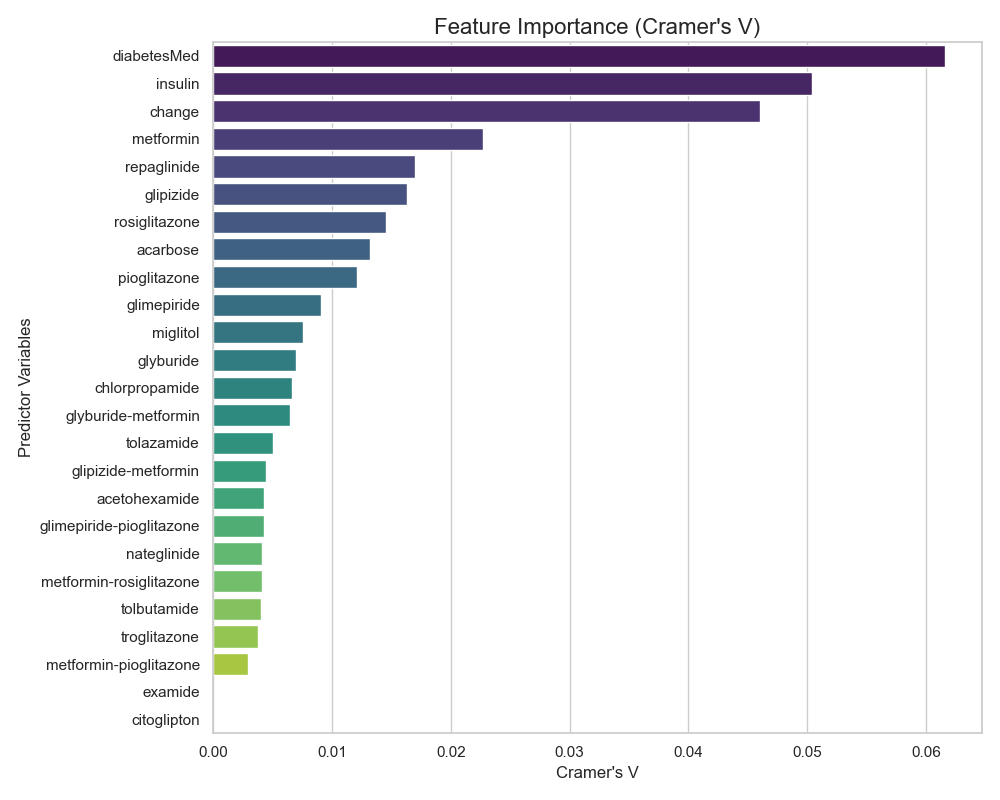 Feature Importance (Cramer's V)
diabetesMed
insulin
change
metformin
repaglinide
glipizide
rosiglitazone
acarbose
pioglitazone
glimepiride
miglitol
glyburide
chlorpropamide
glyburide-metformin
tolazamide
glipizide-metformin
acetohexamide
glimepiride-pioglitazone
nateglinide
metformin-rosiglitazone
tolbutamide
troglitazone
metformin-pioglitazone
examide
citoglipton
Predictor Variables
0.00 0.01 0.02 0.03 0.04 0.05 0.06
Cramer's V